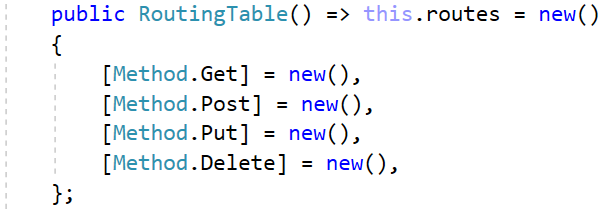 public RoutingTable() => this.routes = new()
{
    [Method.Get] = new(),
    [Method.Post] = new(),
    [Method.Put] = new(),
    [Method.Delete] = new(),
};